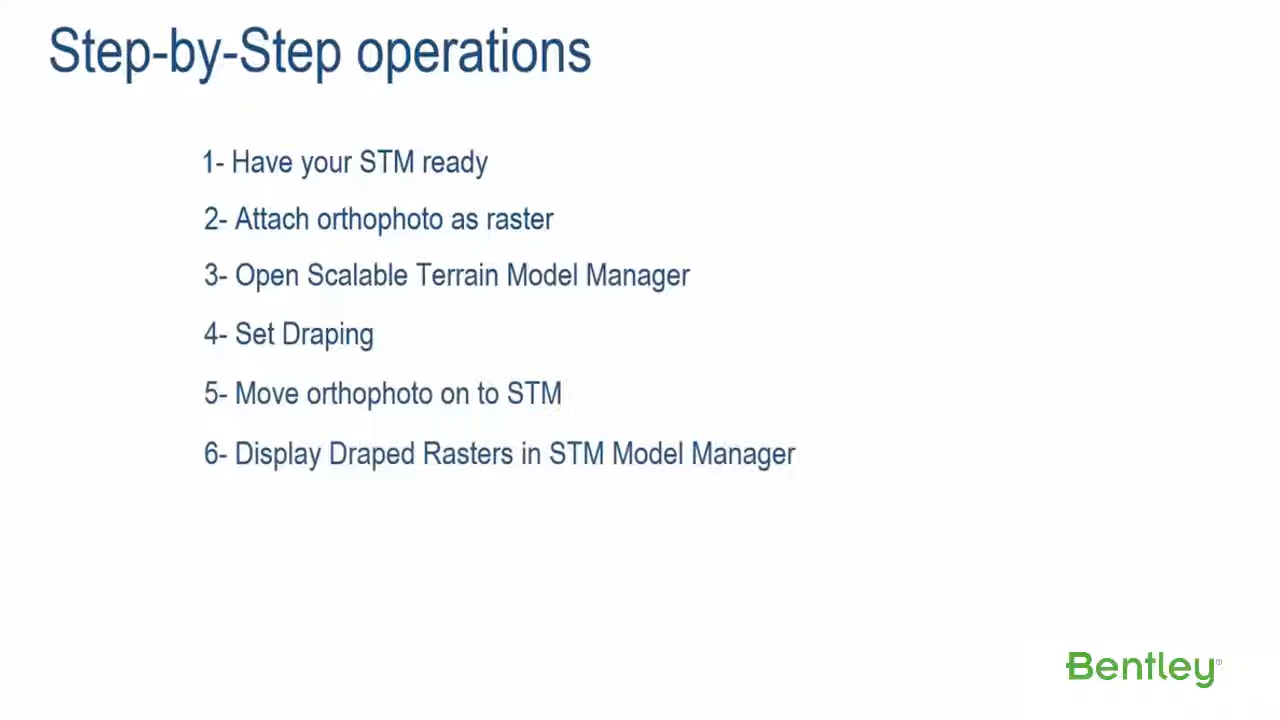 Step-by-Step operations
1- Have your STM ready
2- Attach orthophoto as raster
3- Open Scalable Terrain Model Manager
4- Set Draping
5- Move orthophoto on to STM
6- Display Draped Rasters in STM Model Manager
Bentley®